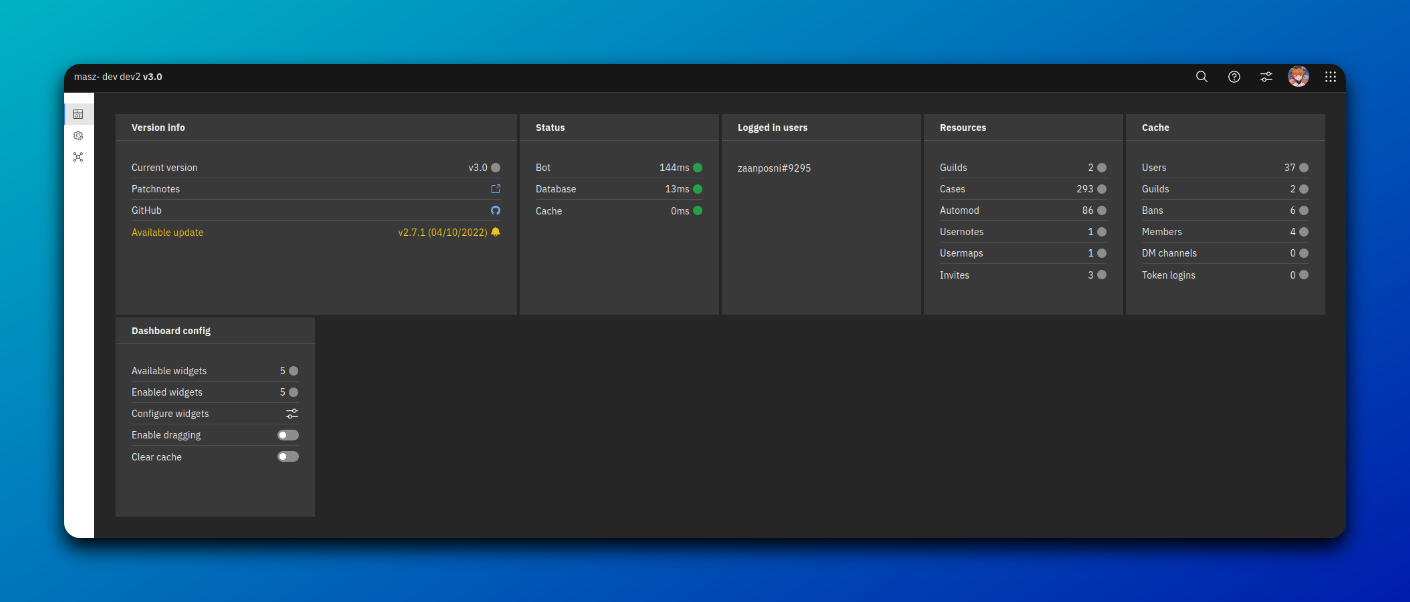 masz- dev dev2 v3.0
Version info
Current version v3.0
Patchnotes
GitHub
Available update v2.7.1 (04/10/2022)
Status
Bot 144ms
Database 13ms
Cache 0ms
Logged in users
zaanposni#9295
Resources
Guilds 2
Cases 293
Automod 86
Usernotes 1
Usermaps 1
Invites 3
Cache
Users 37
Guilds 2
Bans 6
Members 4
DM channels 0
Token logins 0
Dashboard config
Available widgets 5
Enabled widgets 5
Configure widgets
Enable dragging
Clear cache